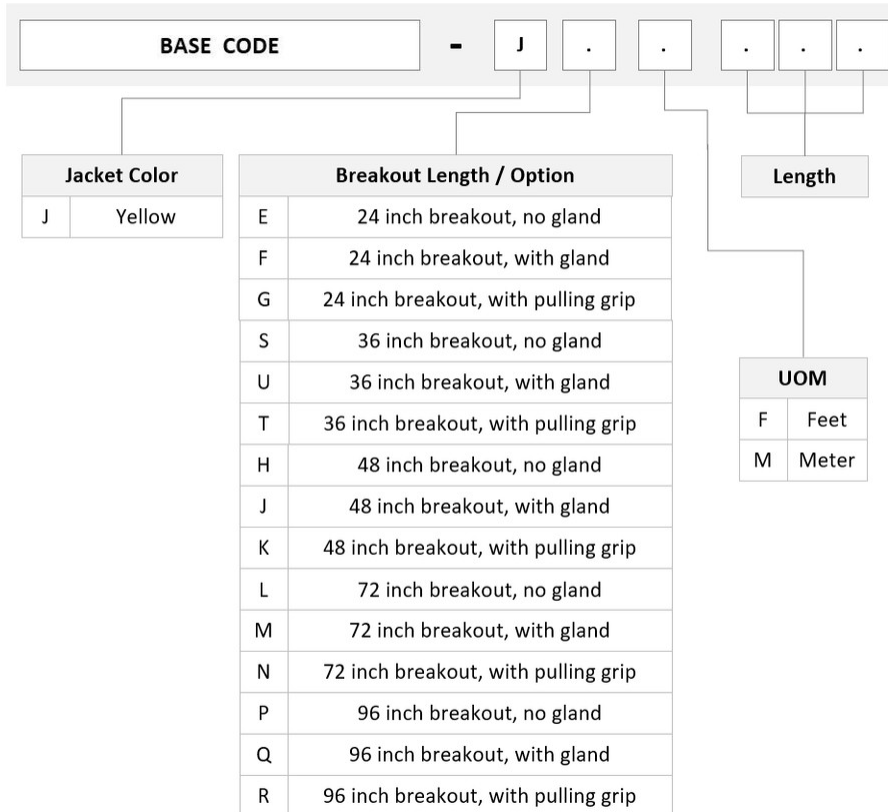 BASE CODE - J . . . . .
Jacket Color
J Yellow
Breakout Length / Option
E 24 inch breakout, no gland
F 24 inch breakout, with gland
G 24 inch breakout, with pulling grip
S 36 inch breakout, no gland
U 36 inch breakout, with gland
T 36 inch breakout, with pulling grip
H 48 inch breakout, no gland
J 48 inch breakout, with gland
K 48 inch breakout, with pulling grip
L 72 inch breakout, no gland
M 72 inch breakout, with gland
N 72 inch breakout, with pulling grip
P 96 inch breakout, no gland
Q 96 inch breakout, with gland
R 96 inch breakout, with pulling grip
Length
UOM
F Feet
M Meter